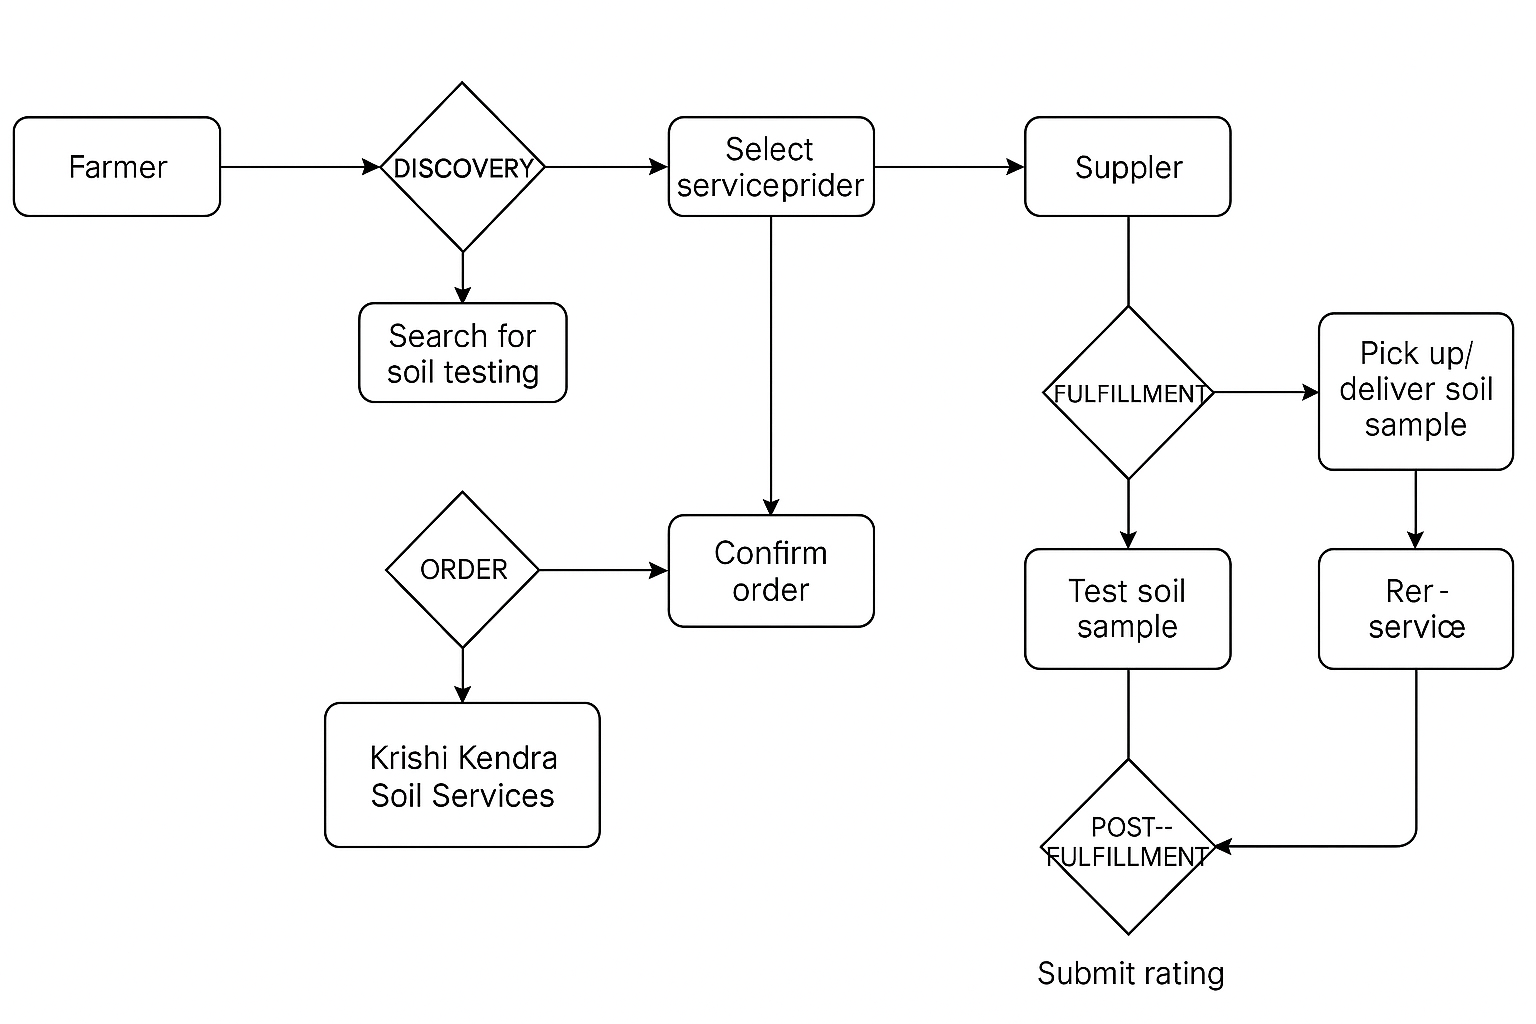 Farmer
DISCOVERY
Select
serviceprider
Suppler
Search for
soil testing
FULFILLMENT
Pick up/
deliver soil
sample
ORDER
Confirm
order
Test soil
sample
Rer -
service
Krishi Kendra
Soil Services
POST--
FULFILLMENT
Submit rating